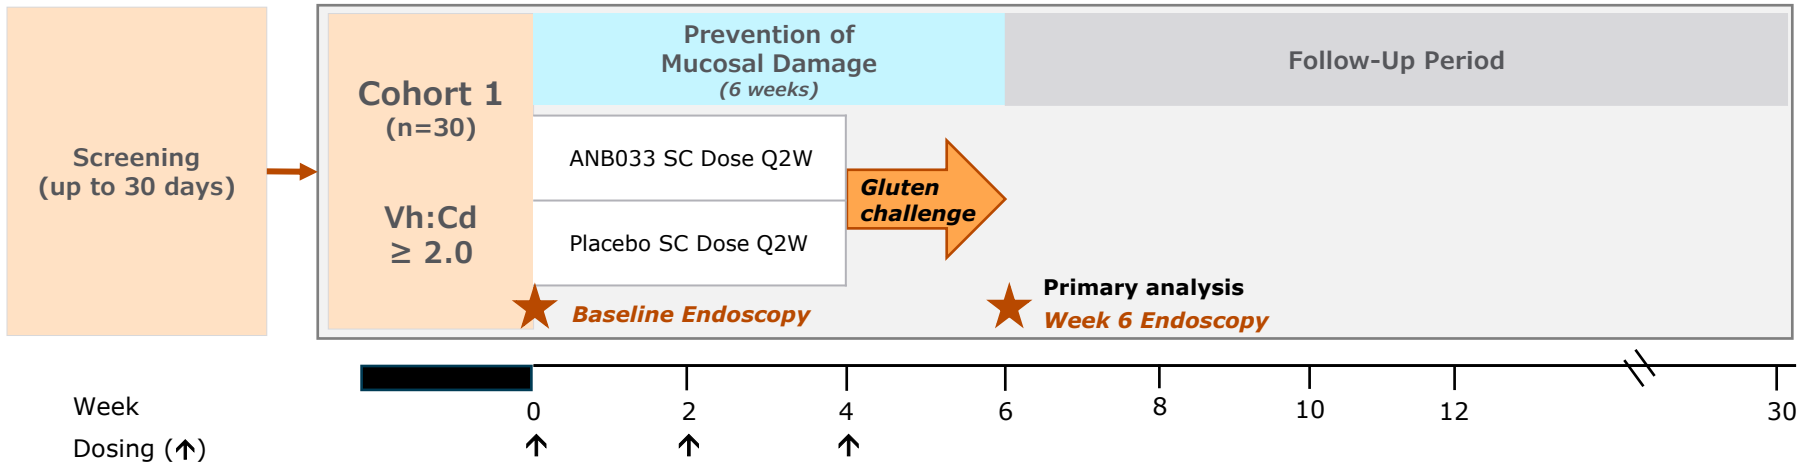 Screening
(up to 30 days)
Cohort 1
(n=30)
Vh:Cd
≥ 2.0
Prevention of
Mucosal Damage
(6 weeks)
Follow-Up Period
ANB033 SC Dose Q2W
Placebo SC Dose Q2W
Gluten
challenge
Baseline Endoscopy
Primary analysis
Week 6 Endoscopy
Week 0 2 4 6 8 10 12 30
Dosing (↑) ↑ ↑ ↑